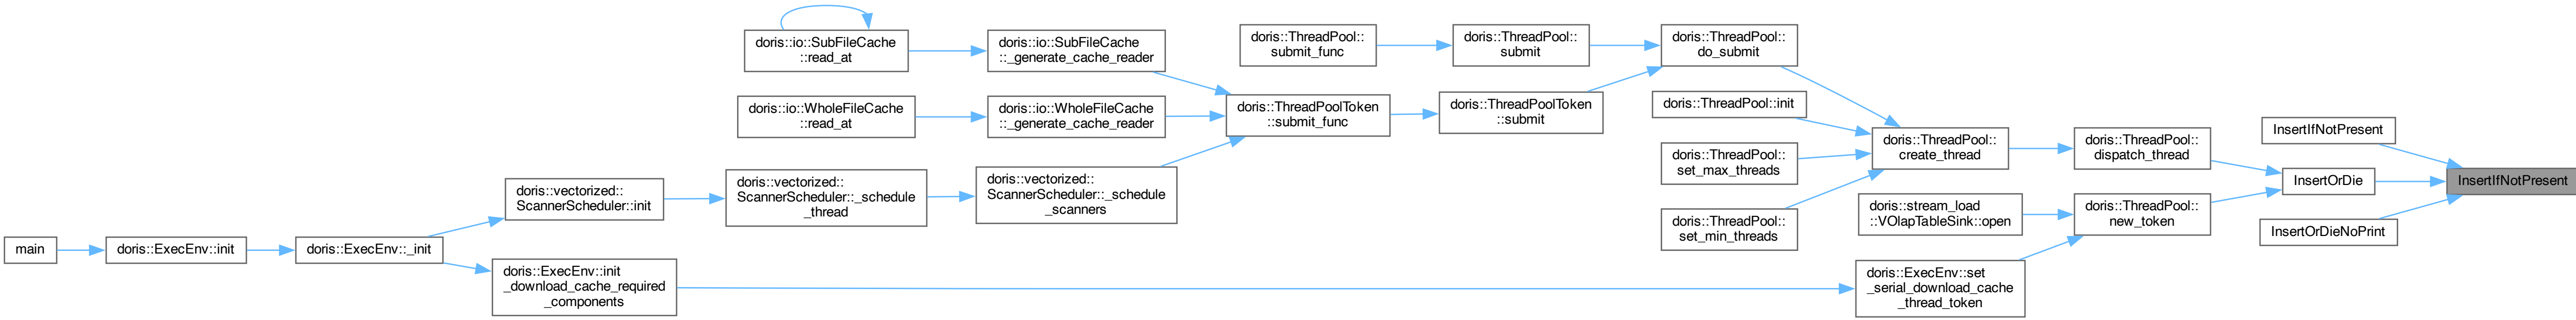 doris::io::SubFileCache
::read_at
doris::io::SubFileCache
::_generate_cache_reader
doris::ThreadPool::
submit_func
doris::ThreadPool::
submit
doris::ThreadPool::
do_submit
doris::io::WholeFileCache
::read_at
doris::io::WholeFileCache
::_generate_cache_reader
doris::ThreadPoolToken
::submit_func
doris::ThreadPoolToken
::submit
doris::ThreadPool::init
doris::ThreadPool::
create_thread
doris::ThreadPool::
dispatch_thread
InsertIfNotPresent
doris::ThreadPool::
set_max_threads
InsertOrDie
InsertIfNotPresent
doris::vectorized::
ScannerScheduler::init
doris::vectorized::
ScannerScheduler::_schedule
_thread
doris::vectorized::
ScannerScheduler::_schedule
_scanners
doris::ThreadPool::
set_min_threads
doris::stream_load
::VOlapTableSink::open
doris::ThreadPool::
new_token
InsertOrDieNoPrint
main
doris::ExecEnv::init
doris::ExecEnv::_init
doris::ExecEnv::init
_download_cache_required
_components
doris::ExecEnv::set
_serial_download_cache
_thread_token